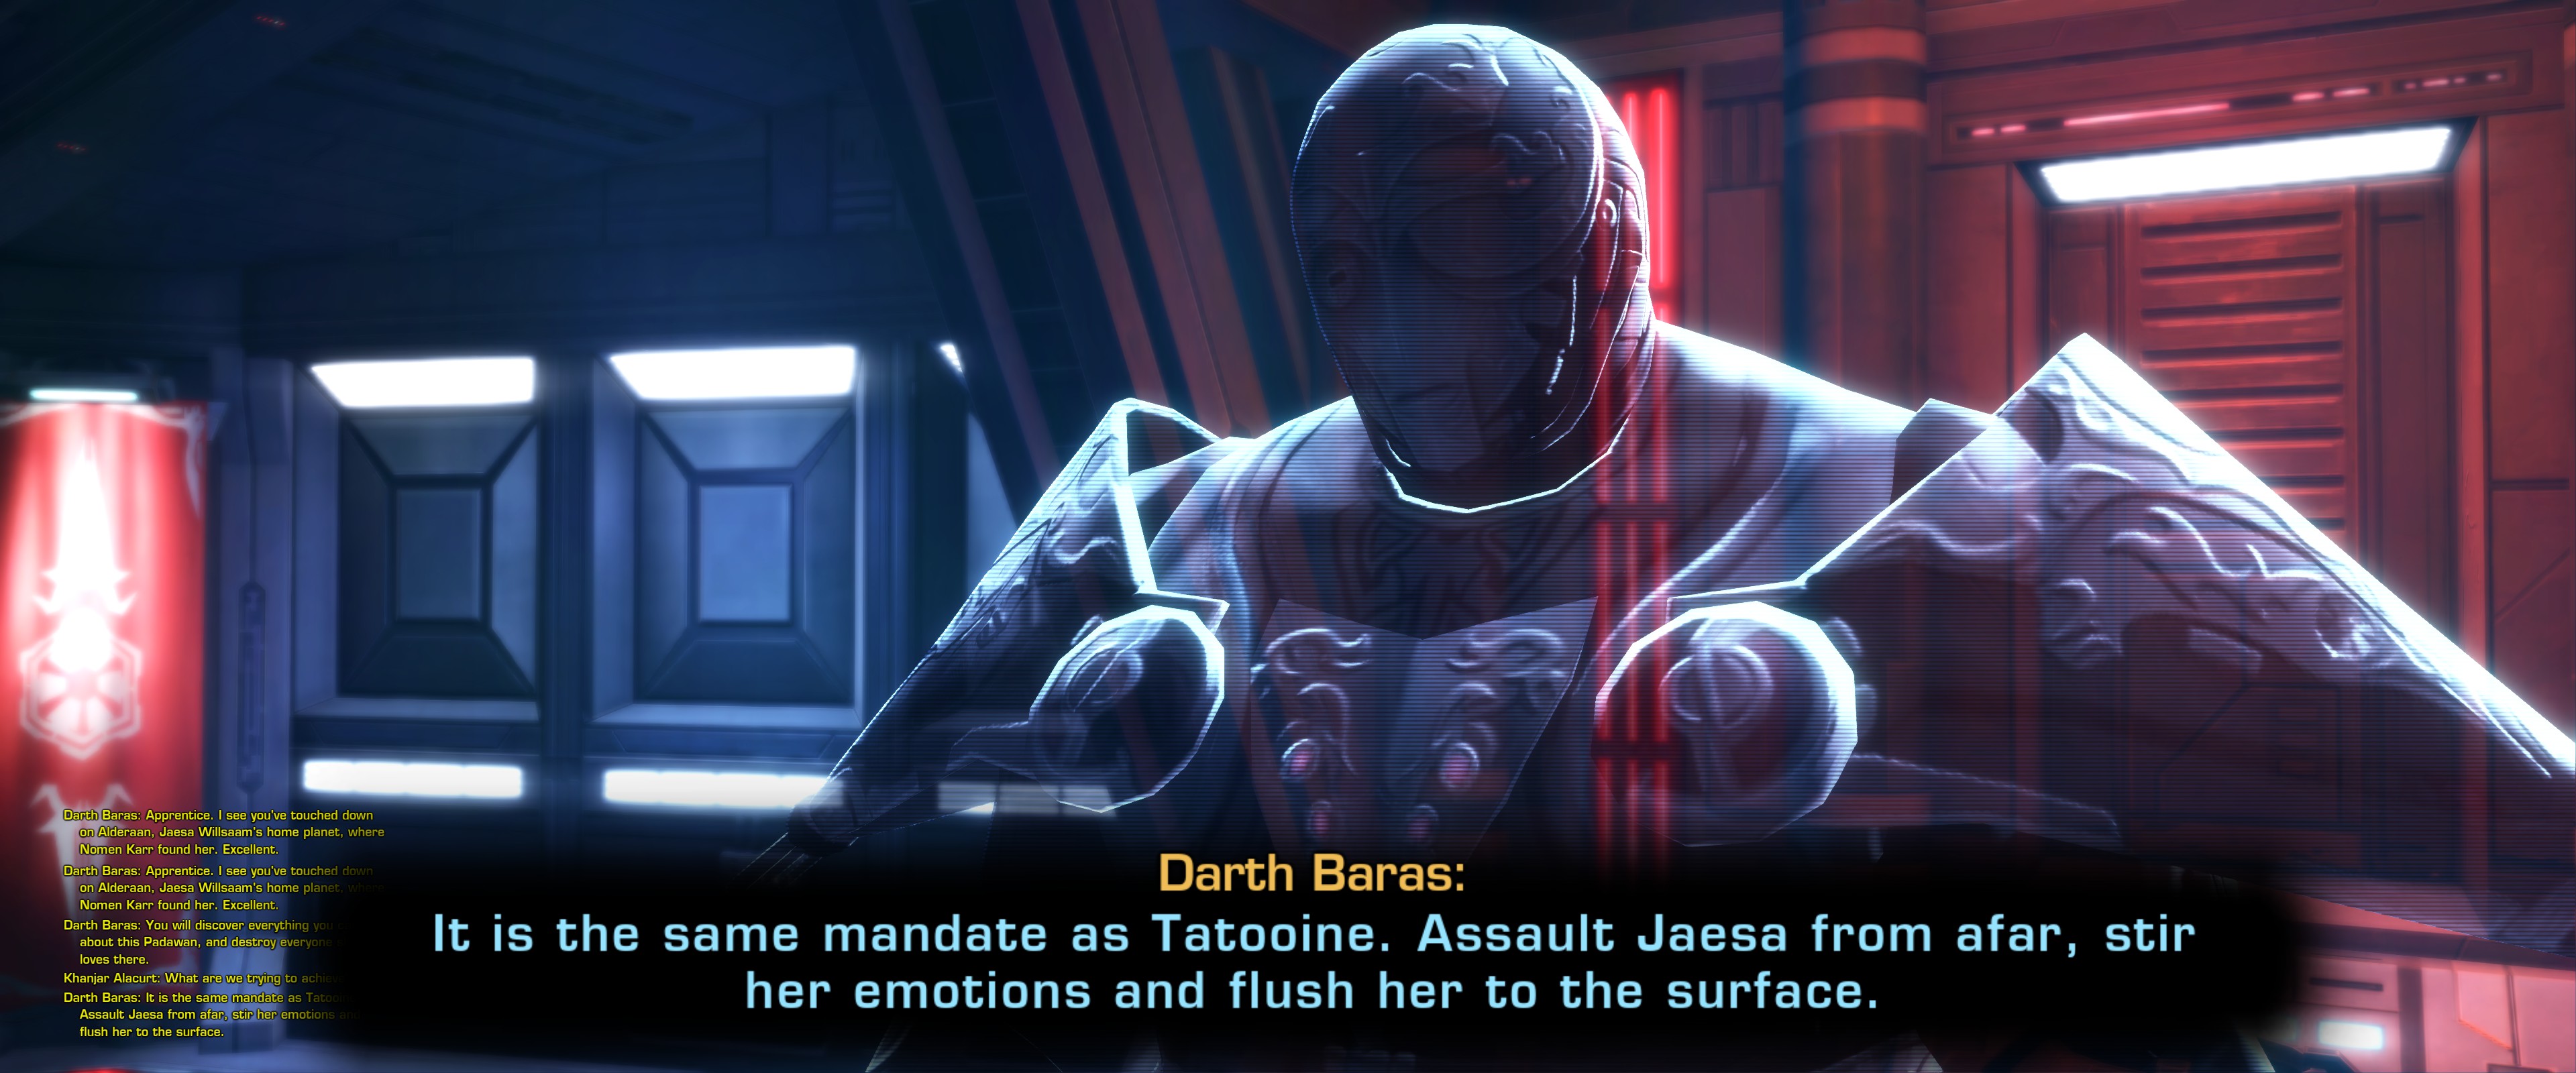 Darth Baras: Apprentice. I see you've touched down
on Alderaan, Jaesa Willsaam's home planet, where
Nomen Karr found her. Excellent.
Darth Baras: Apprentice. I see you've touched down
on Alderaan, Jaesa Willsaam's home planet, where
Nomen Karr found her. Excellent.
Darth Baras: You will discover everything you
about this Padawan, and destroy everyone
loves there.
Khanjar Alacurt: What are we trying to achieve
Darth Baras: It is the same mandate as Tatooine.
Assault Jaesa from afar, stir her emotions and
flush her to the surface.
Darth Baras:
It is the same mandate as Tatooine. Assault Jaesa from afar, stir
her emotions and flush her to the surface.